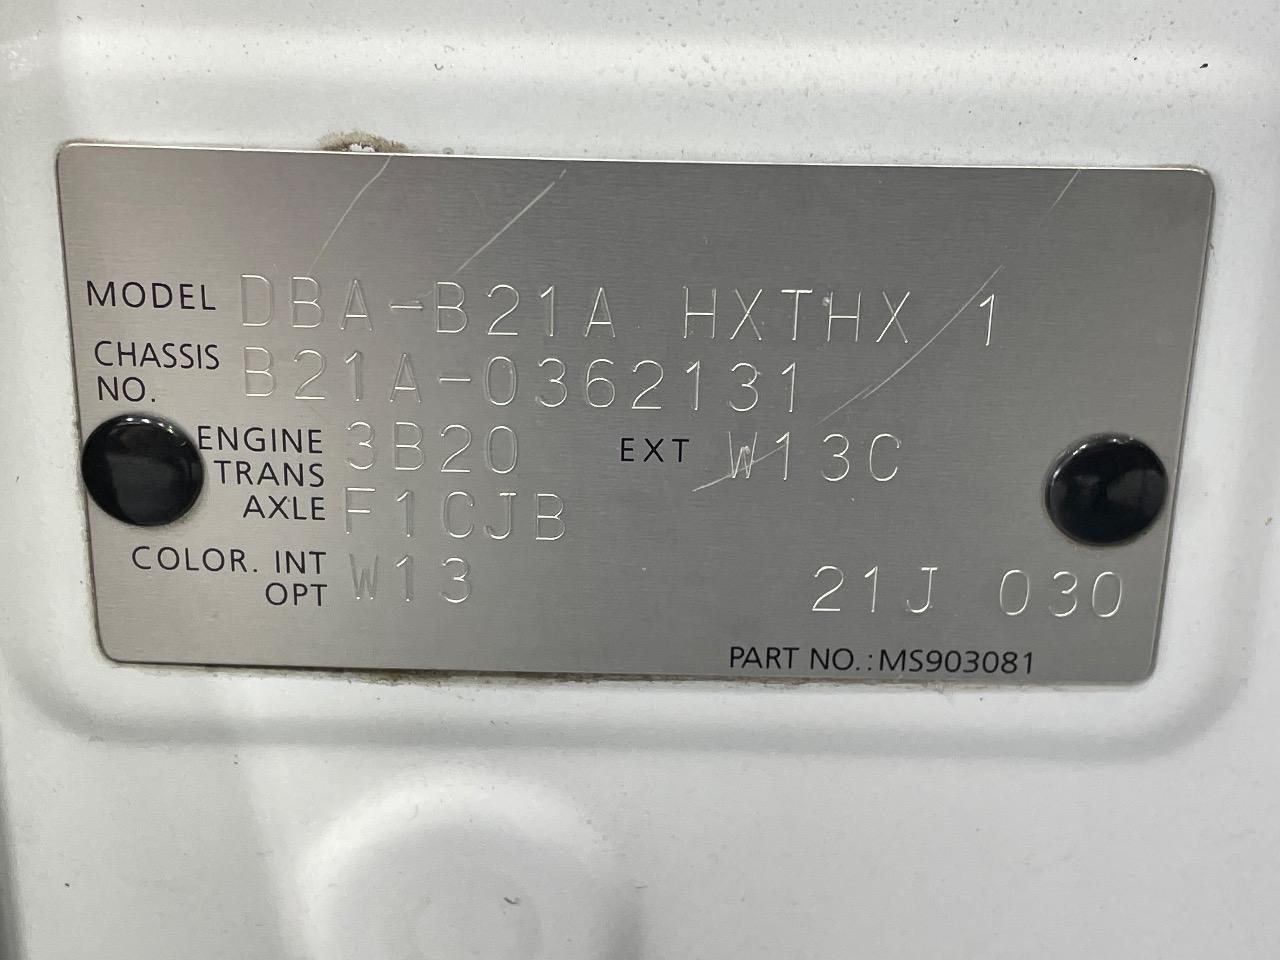 MODEL DBA-B21A HXTHX 1
CHASSIS NO. B21A-0362131
ENGINE 3B20 EXT W13C
TRANS AXLE F1CJB
COLOR. INT OPT W13 21J 030
PART NO.:MS903081